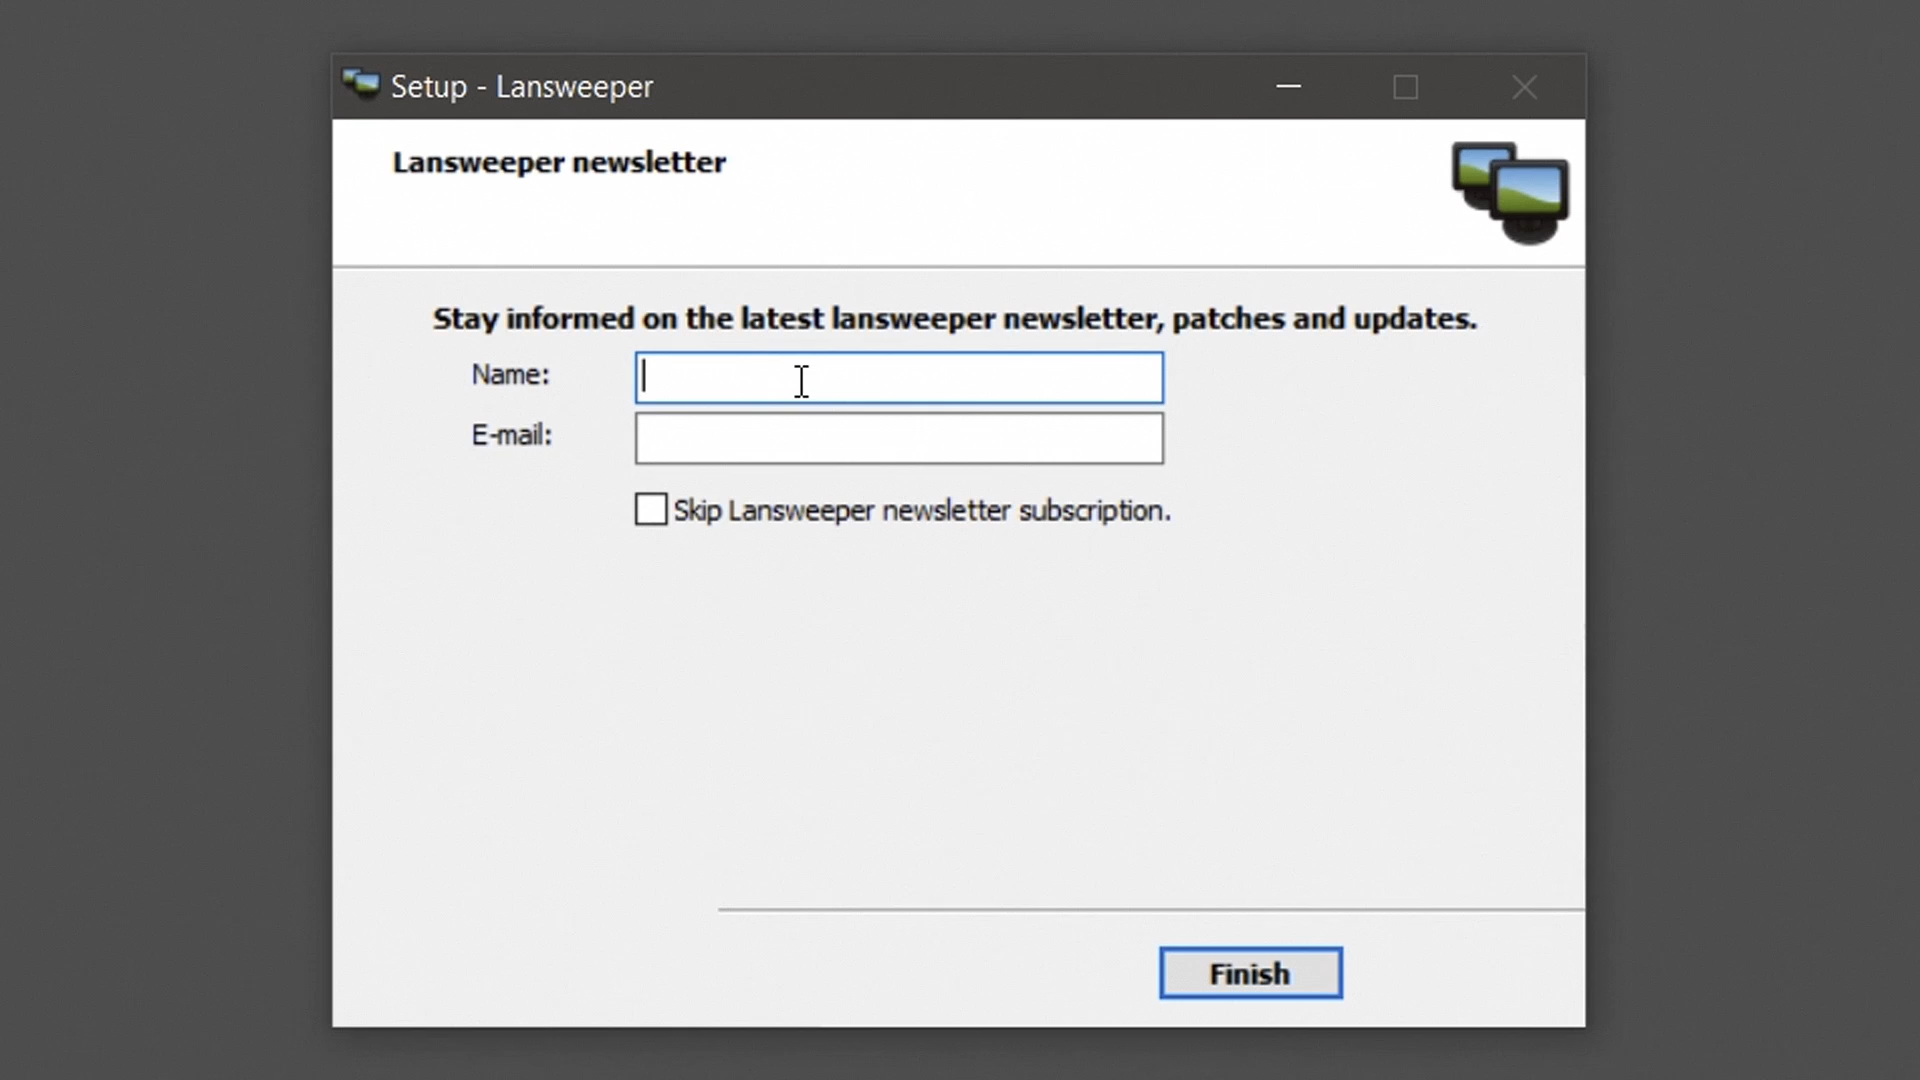 Setup - Lansweeper
Lansweeper newsletter
Stay informed on the latest lansweeper newsletter, patches and updates.
Name:
E-mail:
Skip Lansweeper newsletter subscription.
Finish